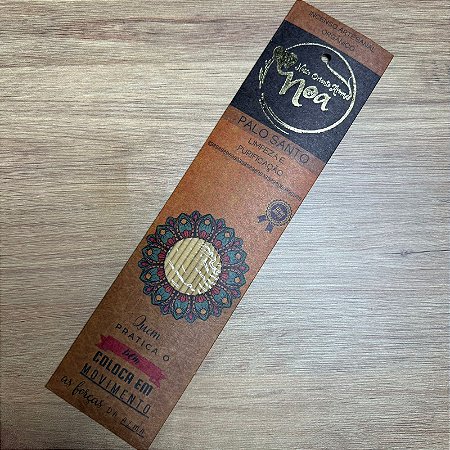 INCENSO ARTESANAL
ORGÂNICO
Noa
PALO SANTO
LIMPEZA E
PURIFICAÇÃO
Quem
PRATICA O
bem
COLOCA EM
MOVIMENTO
as forças da alma